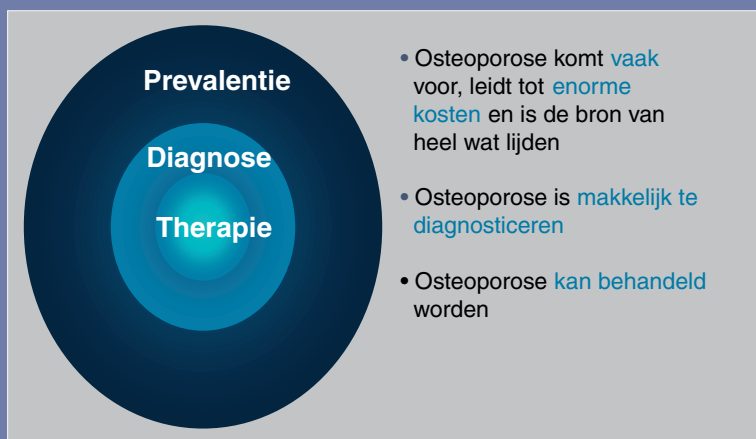 Prevalentie
Diagnose
Therapie
• Osteoporose komt vaak
voor, leidt tot enorme
kosten en is de bron van
heel wat lijden
• Osteoporose is makkelijk te
diagnosticeren
• Osteoporose kan behandeld
worden